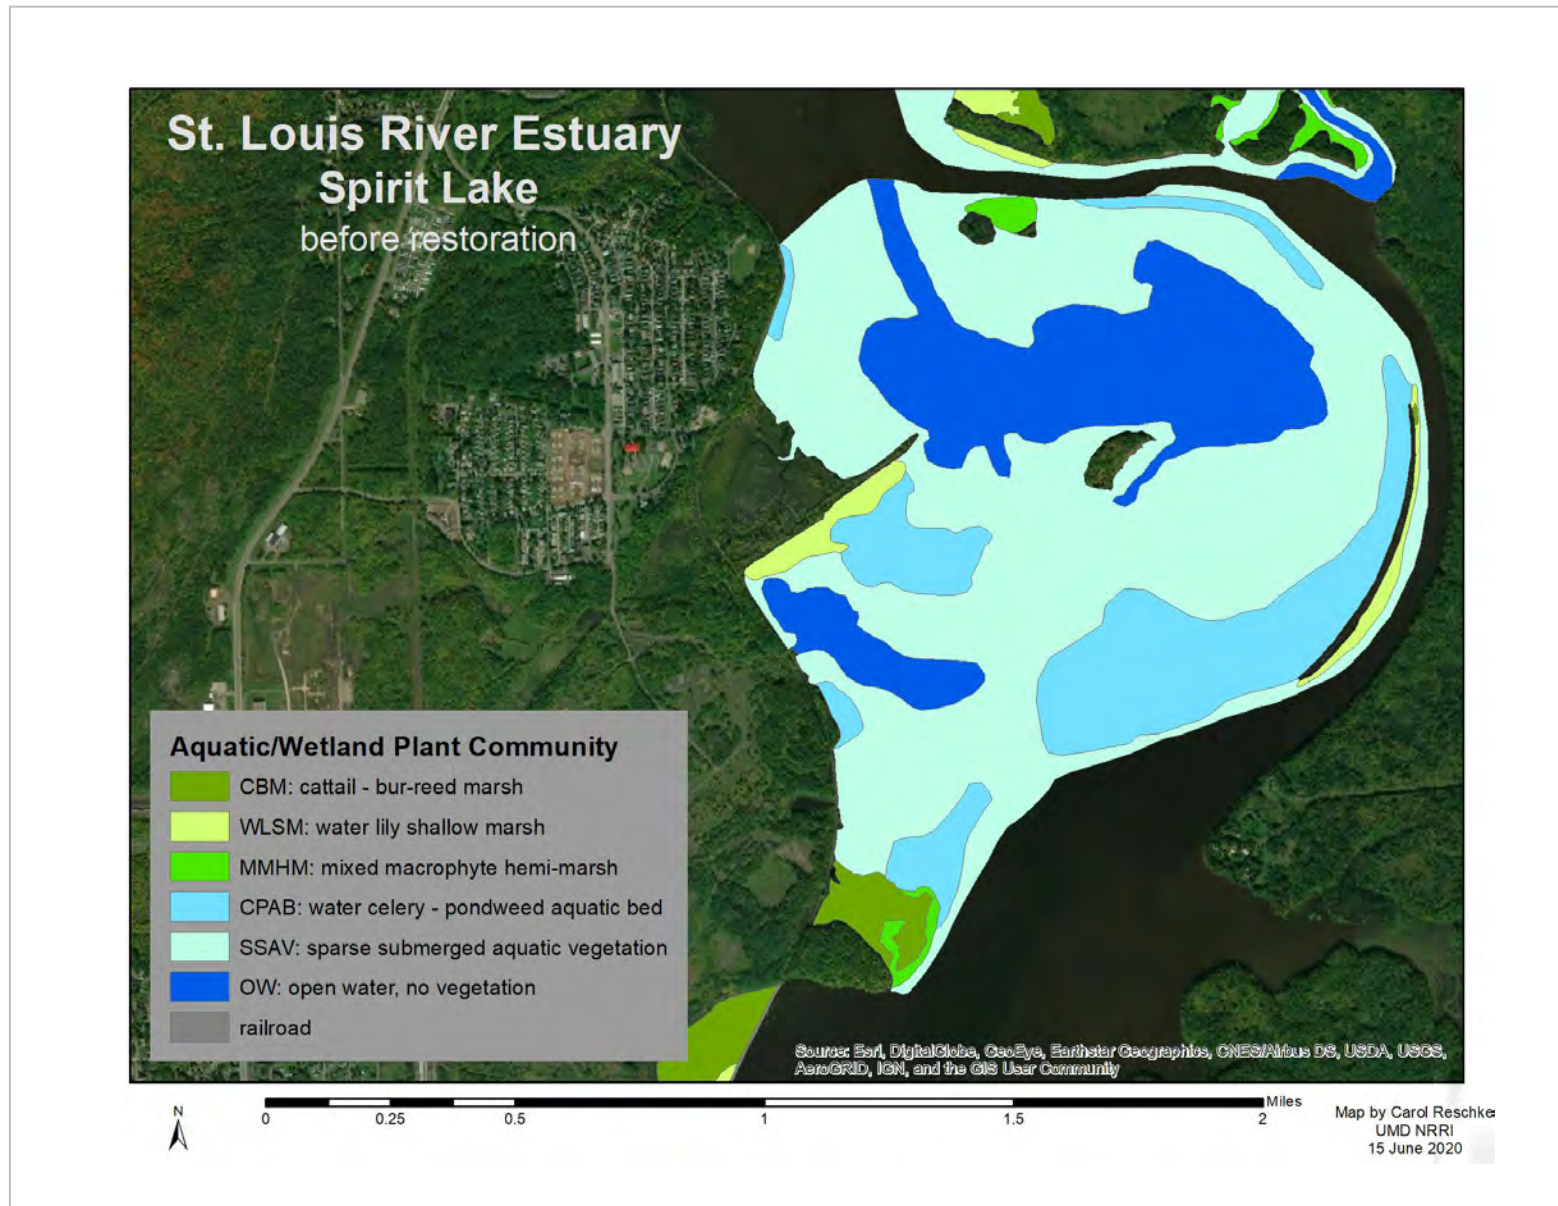 St. Louis River Estuary
Spirit Lake
before restoration
Aquatic/Wetland Plant Community
CBM: cattail - bur-reed marsh
WLSM: water lily shallow marsh
MMHM: mixed macrophyte hemi-marsh
CPAB: water celery - pondweed aquatic bed
SSAV: sparse submerged aquatic vegetation
OW: open water, no vegetation
railroad
Source: Esri, DigitalGlobe, GeoEye, Earthstar Geographics, CNES/Airbus DS, USDA, USGS,
AeroGRID, IGN, and the GIS User Community
N
0 0.25 0.5 1 1.5 2 Miles
Map by Carol Reschke
UMD NRRI
15 June 2020